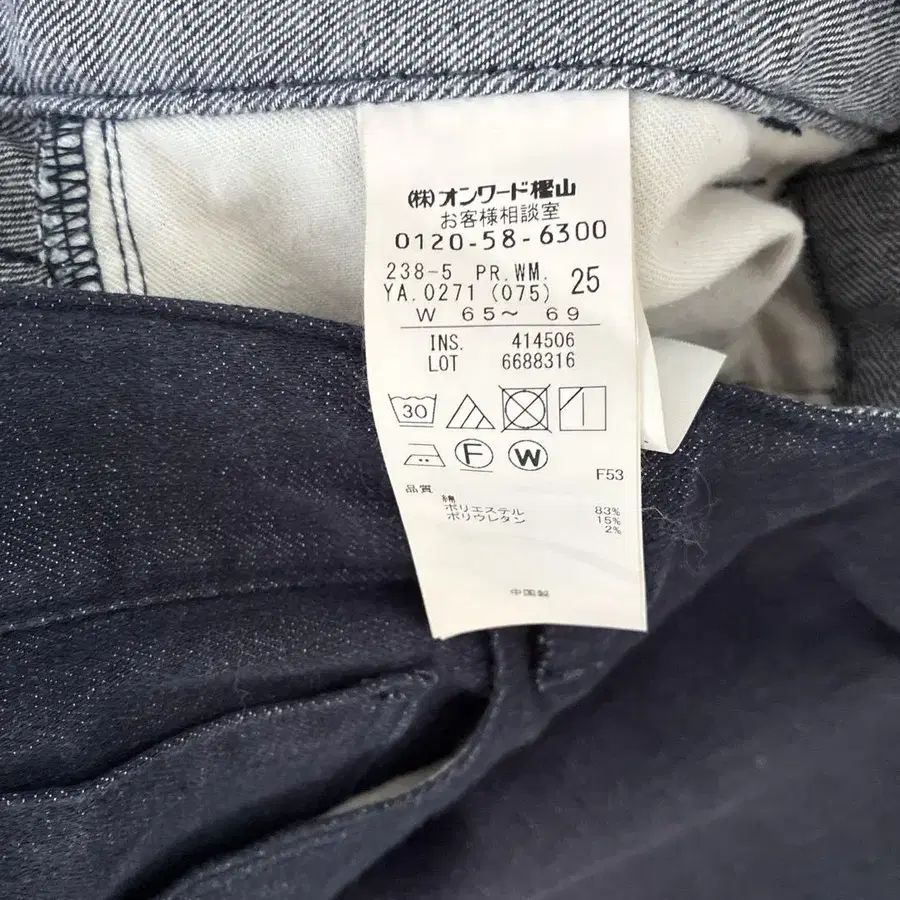 (株)オンワード樫山
お客様相談室
0120-58-6300
238-5 PR.WM. 25
YA.0271 (075)
W 65～ 69
INS. 414506
LOT 6688316
30
F W
F53
品質
綿 83%
ポリエステル 15%
ポリウレタン 2%
中国製